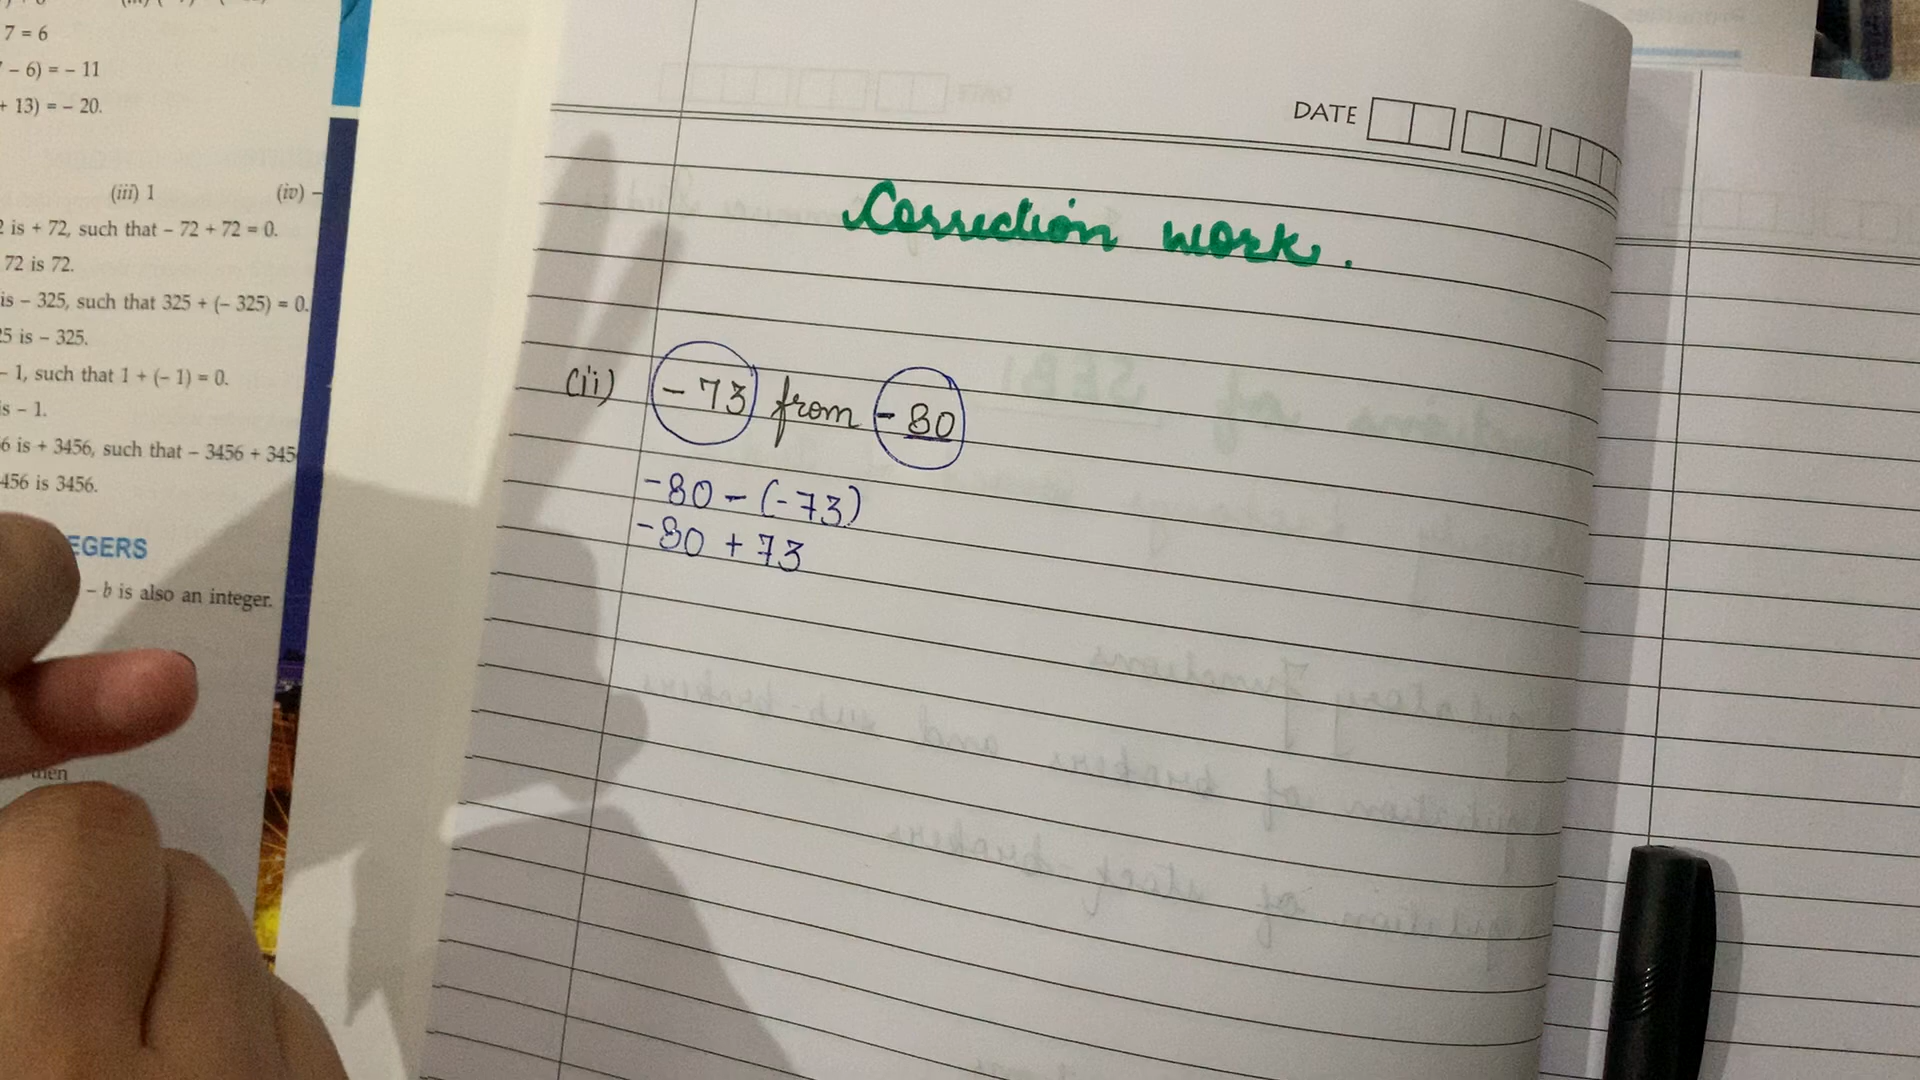 7 = 6
– 6) = – 11
+ 13) = – 20.
(iii) 1 (iv) –
is + 72, such that – 72 + 72 = 0.
72 is 72.
is – 325, such that 325 + (– 325) = 0.
5 is – 325.
– 1, such that 1 + (– 1) = 0.
is – 1.
6 is + 3456, such that – 3456 + 345
456 is 3456.
EGERS
– b is also an integer.
DATE
Correction work.
(ii) – 73 from – 80
-80 – (-73)
-80 + 73